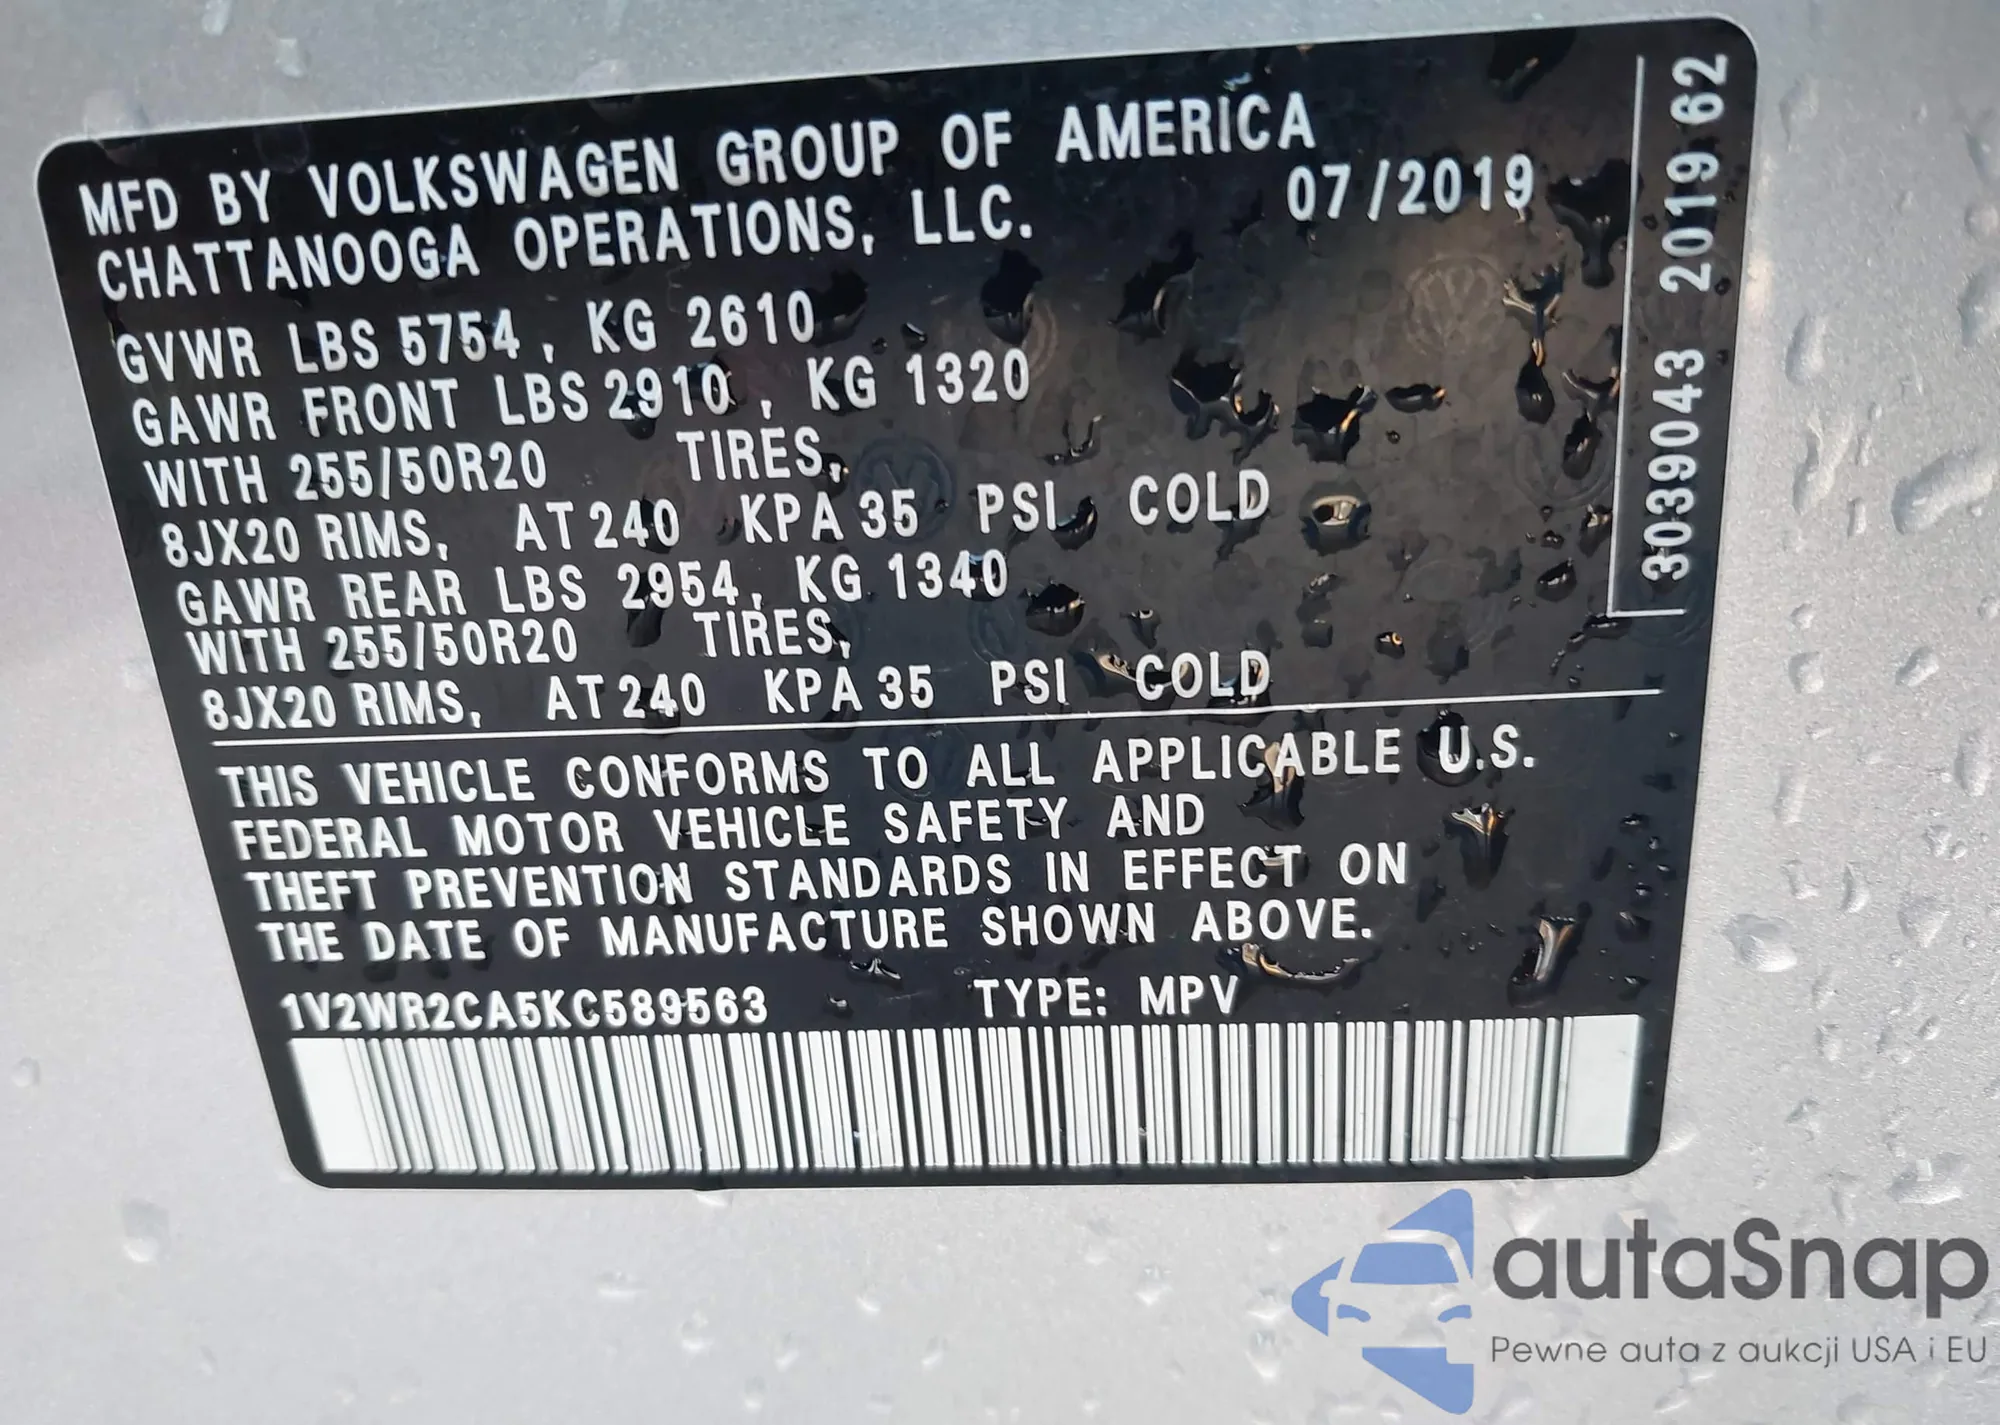 MFD BY VOLKSWAGEN GROUP OF AMERICA
CHATTANOOGA OPERATIONS, LLC. 07/2019
GVWR LBS 5754, KG 2610
GAWR FRONT LBS 2910, KG 1320
WITH 255/50R20 TIRES,
8JX20 RIMS, AT 240 KPA 35 PSI COLD
GAWR REAR LBS 2954, KG 1340
WITH 255/50R20 TIRES,
8JX20 RIMS, AT 240 KPA 35 PSI COLD
THIS VEHICLE CONFORMS TO ALL APPLICABLE U.S.
FEDERAL MOTOR VEHICLE SAFETY AND
THEFT PREVENTION STANDARDS IN EFFECT ON
THE DATE OF MANUFACTURE SHOWN ABOVE.
1V2WR2CA5KC589563 TYPE: MPV
3039043 2019 62
autaSnap
Pewne auta z aukcji USA i EU